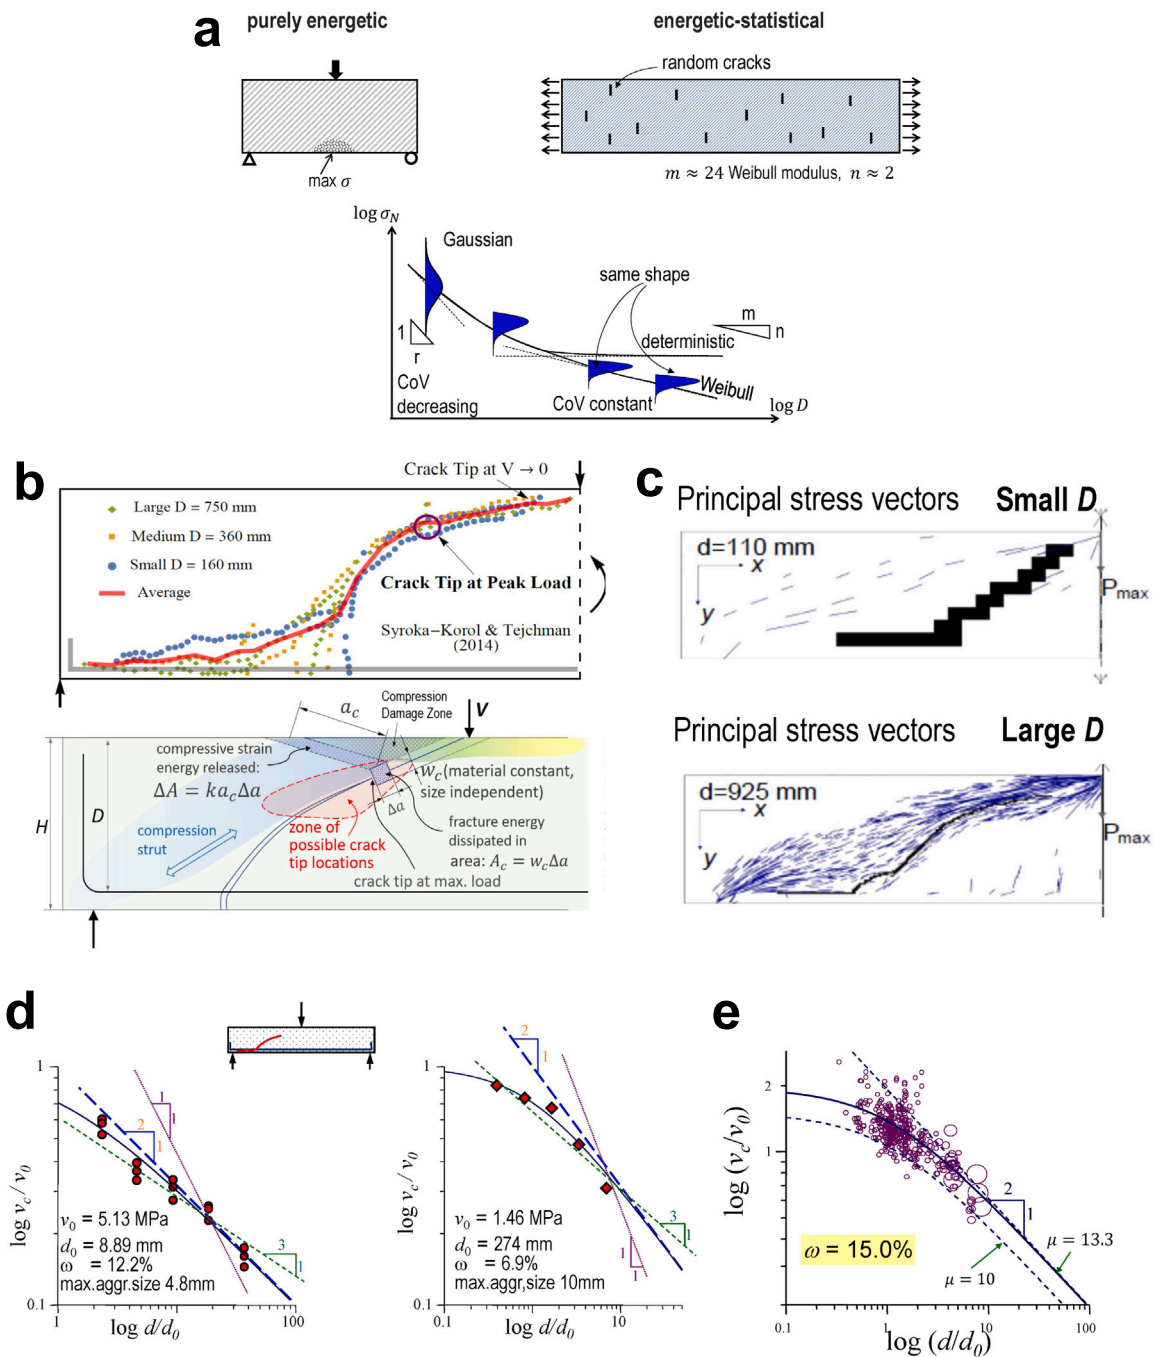 a
purely energetic
energetic-statistical
random cracks
max σ
m ≈ 24 Weibull modulus, n ≈ 2
log σN
Gaussian
same shape
m
n
1
r
deterministic
CoV
decreasing
CoV constant
Weibull
log D
b
Crack Tip at V → 0
Large D = 750 mm
Medium D = 360 mm
Small D = 160 mm
Average
Crack Tip at Peak Load
Syroka−Korol & Tejchman
(2014)
ac
Compression
Damage Zone
V
compressive strain
energy released:
ΔA = kacΔa
wc(material constant,
size independent)
Δa
H
D
compression
strut
zone of
possible crack
tip locations
fracture energy
dissipated in
area: Ac = wcΔa
crack tip at max. load
c
Principal stress vectors Small D
d=110 mm
x
y
Pmax
Principal stress vectors Large D
d=925 mm
x
y
Pmax
d
1
log vc / v0
0.1
1
1
2
1
3
1
v0 = 5.13 MPa
d0 = 8.89 mm
ω = 12.2%
max.aggr.size 4.8mm
1
100
log d/d0
1
log vc / v0
0.1
2
1
3
1
1
1
v0 = 1.46 MPa
d0 = 274 mm
ω = 6.9%
max.aggr,size 10mm
0.1
10
log d/d0
e
2
1
log (vc/v0)
2
1
ω = 15.0%
μ = 13.3
μ = 10
0.1
1
10
100
log (d/d0)